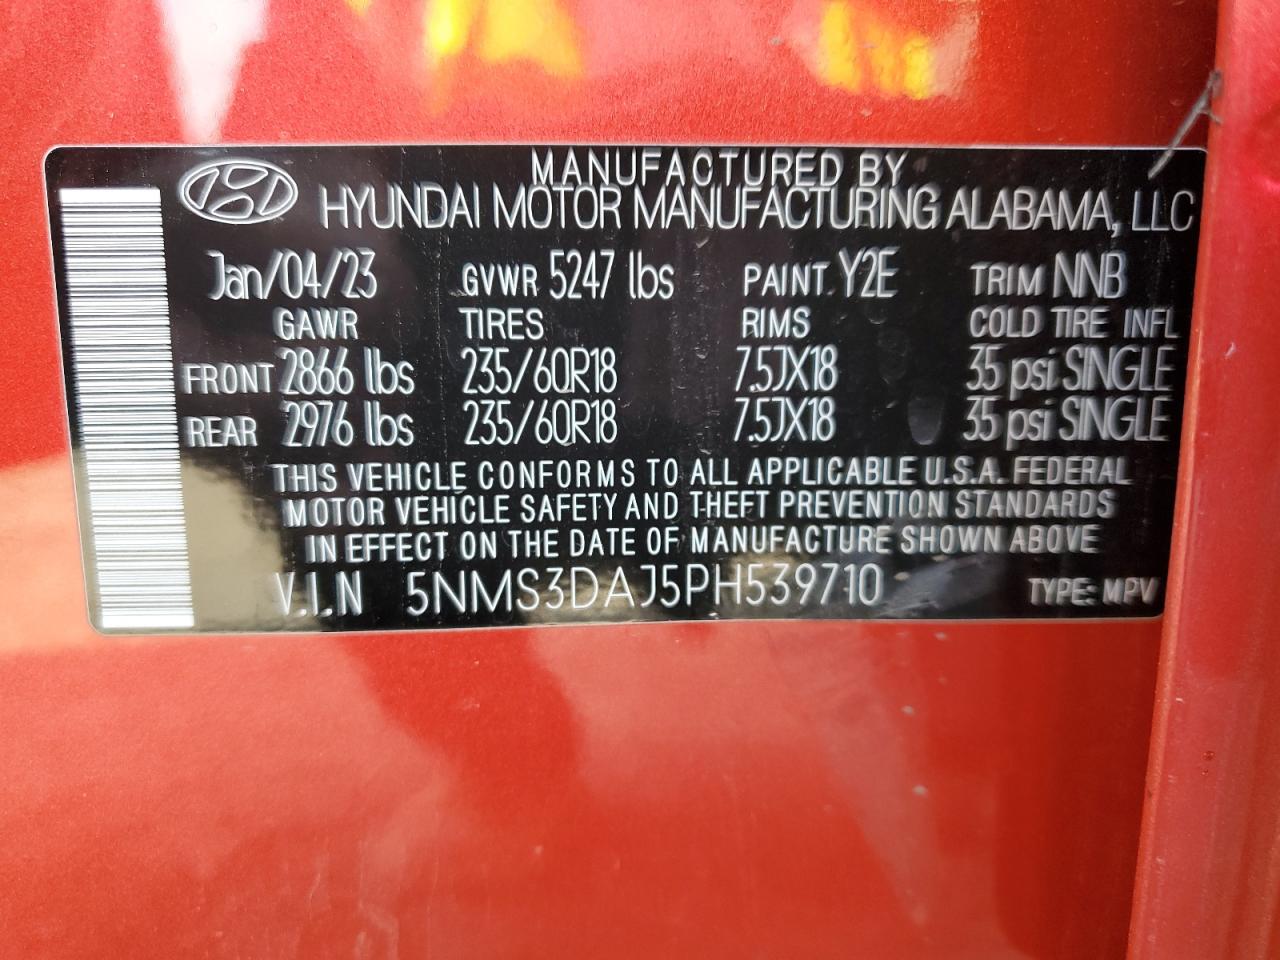 MANUFACTURED BY
HYUNDAI MOTOR MANUFACTURING ALABAMA, LLC
Jan/04/23 GVWR 5247 lbs PAINT Y2E TRIM NNB
GAWR TIRES RIMS COLD TIRE INFL
FRONT 2866 lbs 235/60R18 7.5JX18 35 psi SINGLE
REAR 2976 lbs 235/60R18 7.5JX18 35 psi SINGLE
THIS VEHICLE CONFORMS TO ALL APPLICABLE U.S.A. FEDERAL
MOTOR VEHICLE SAFETY AND THEFT PREVENTION STANDARDS
IN EFFECT ON THE DATE OF MANUFACTURE SHOWN ABOVE
V.I.N 5NMS3DAJ5PH539710 TYPE: MPV